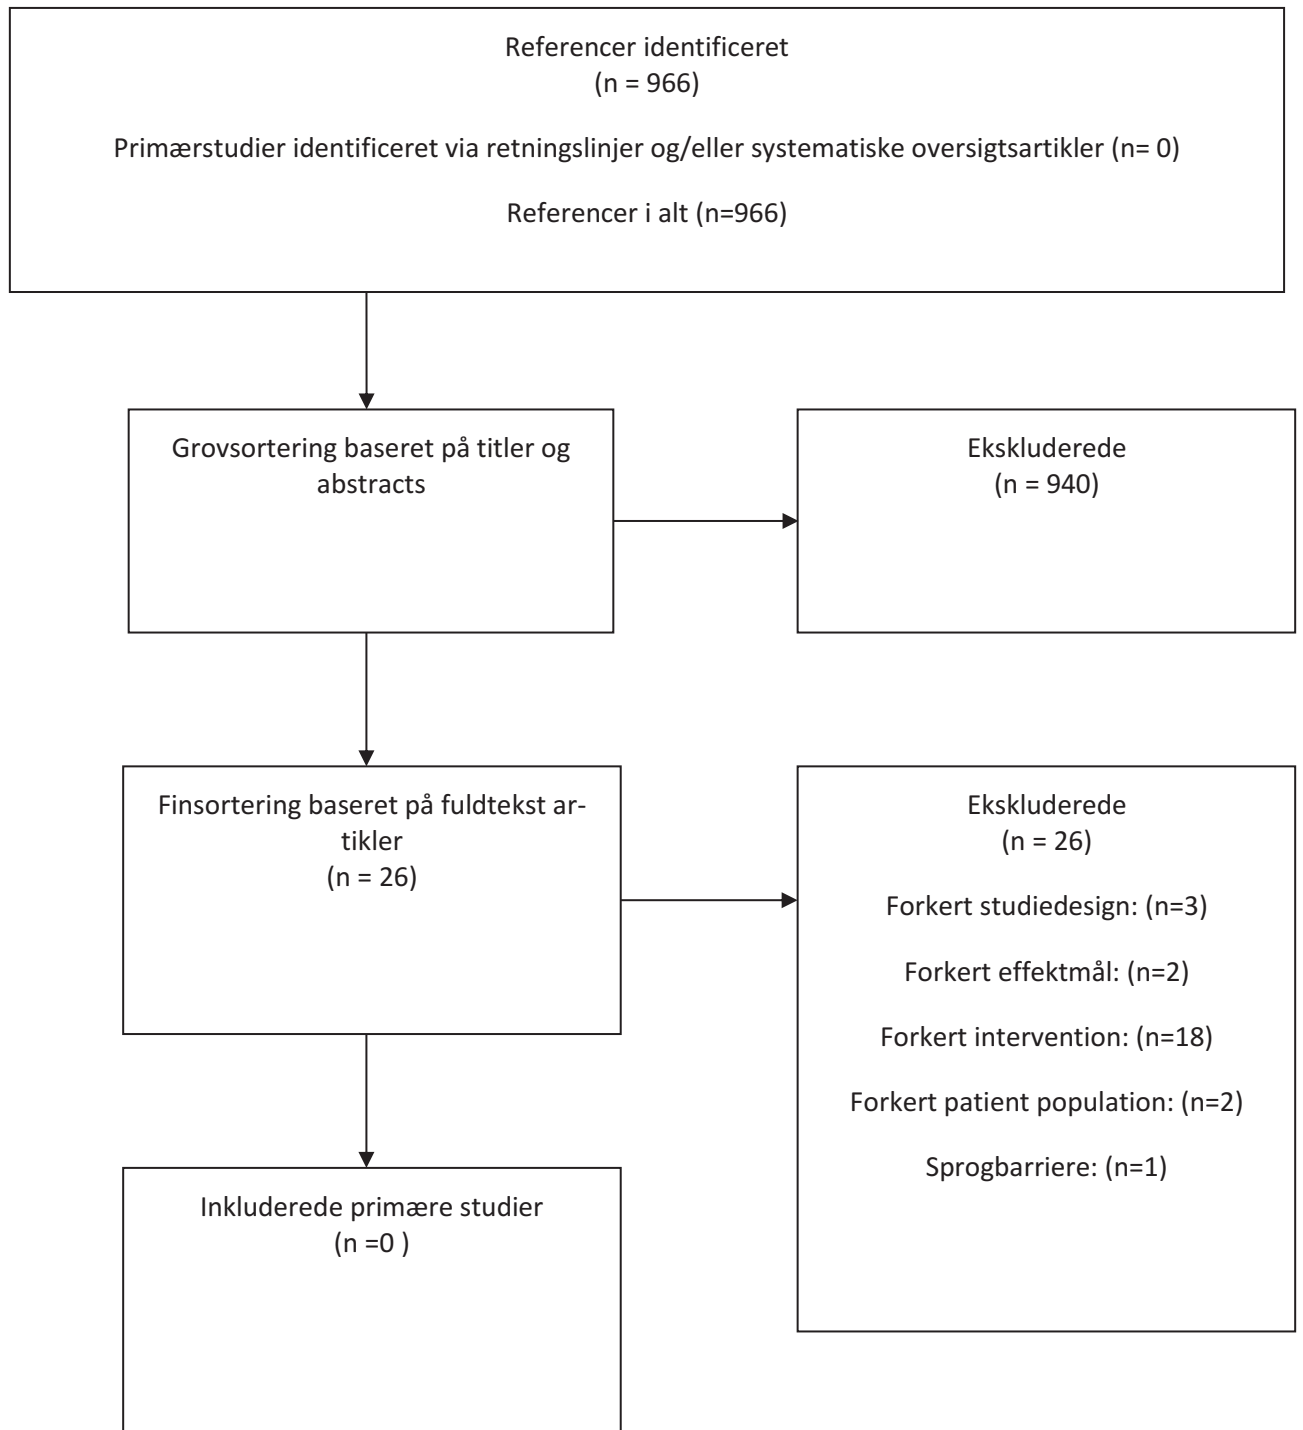 Referencer identificeret
(n = 966)
Primærstudier identificeret via retningslinjer og/eller systematiske oversigtsartikler (n= 0)
Referencer i alt (n=966)
Grovsortering baseret på titler og
abstracts
Ekskluderede
(n = 940)
Finsortering baseret på fuldtekst ar-
tikler
(n = 26)
Ekskluderede
(n = 26)
Forkert studiedesign: (n=3)
Forkert effektmål: (n=2)
Forkert intervention: (n=18)
Forkert patient population: (n=2)
Sprogbarriere: (n=1)
Inkluderede primære studier
(n =0 )